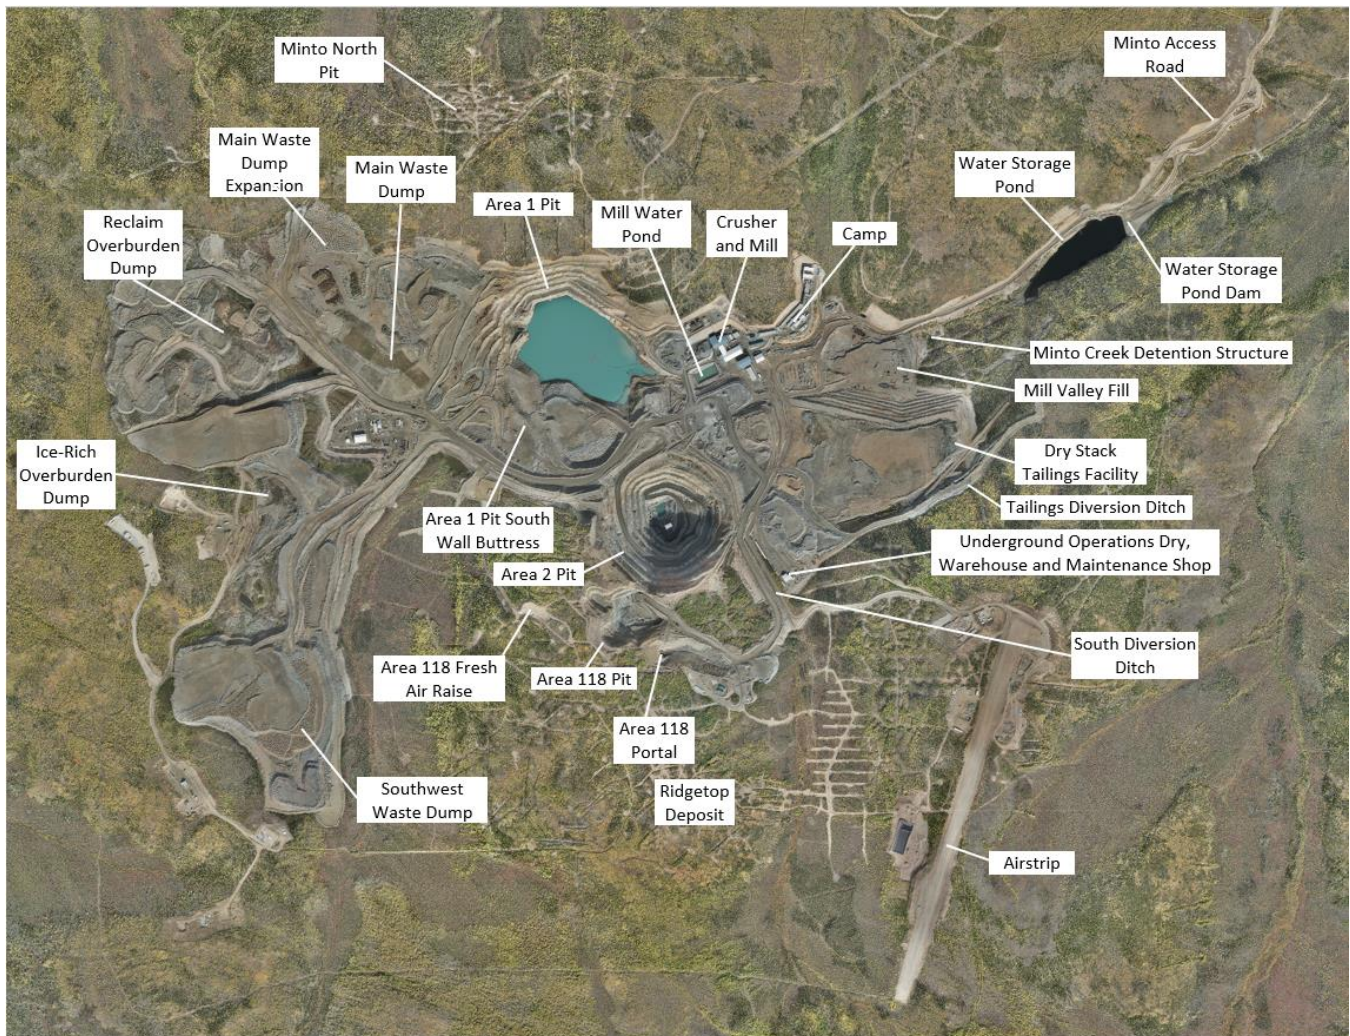 Minto North
Pit
Minto Access
Road
Main Waste
Dump
Expansion
Main Waste
Dump
Water Storage
Pond
Area 1 Pit
Mill Water
Pond
Crusher
and Mill
Camp
Reclaim
Overburden
Dump
Water Storage
Pond Dam
Minto Creek Detention Structure
Mill Valley Fill
Ice-Rich
Overburden
Dump
Dry Stack
Tailings Facility
Tailings Diversion Ditch
Area 1 Pit South
Wall Buttress
Underground Operations Dry,
Warehouse and Maintenance Shop
Area 2 Pit
South Diversion
Ditch
Area 118 Fresh
Air Raise
Area 118 Pit
Area 118
Portal
Southwest
Waste Dump
Ridgetop
Deposit
Airstrip